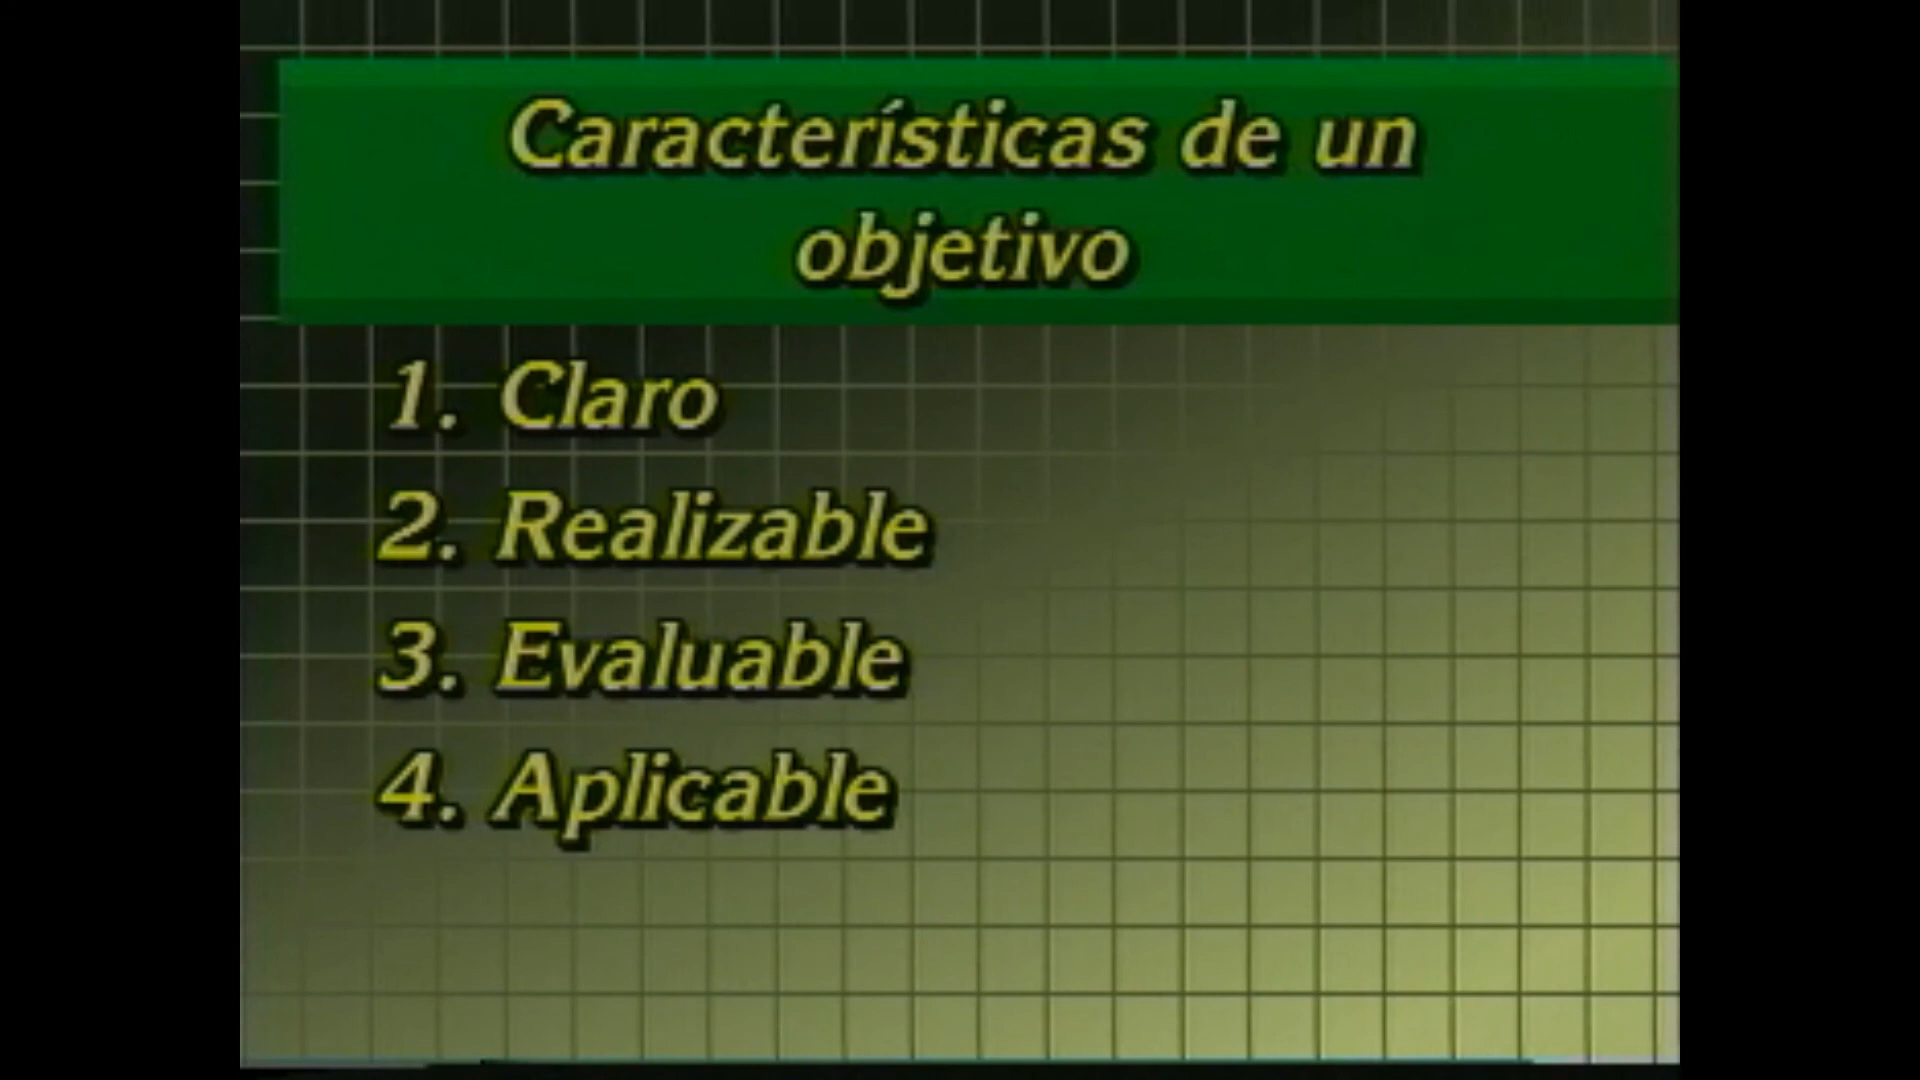 Características de un
objetivo
1. Claro
2. Realizable
3. Evaluable
4. Aplicable